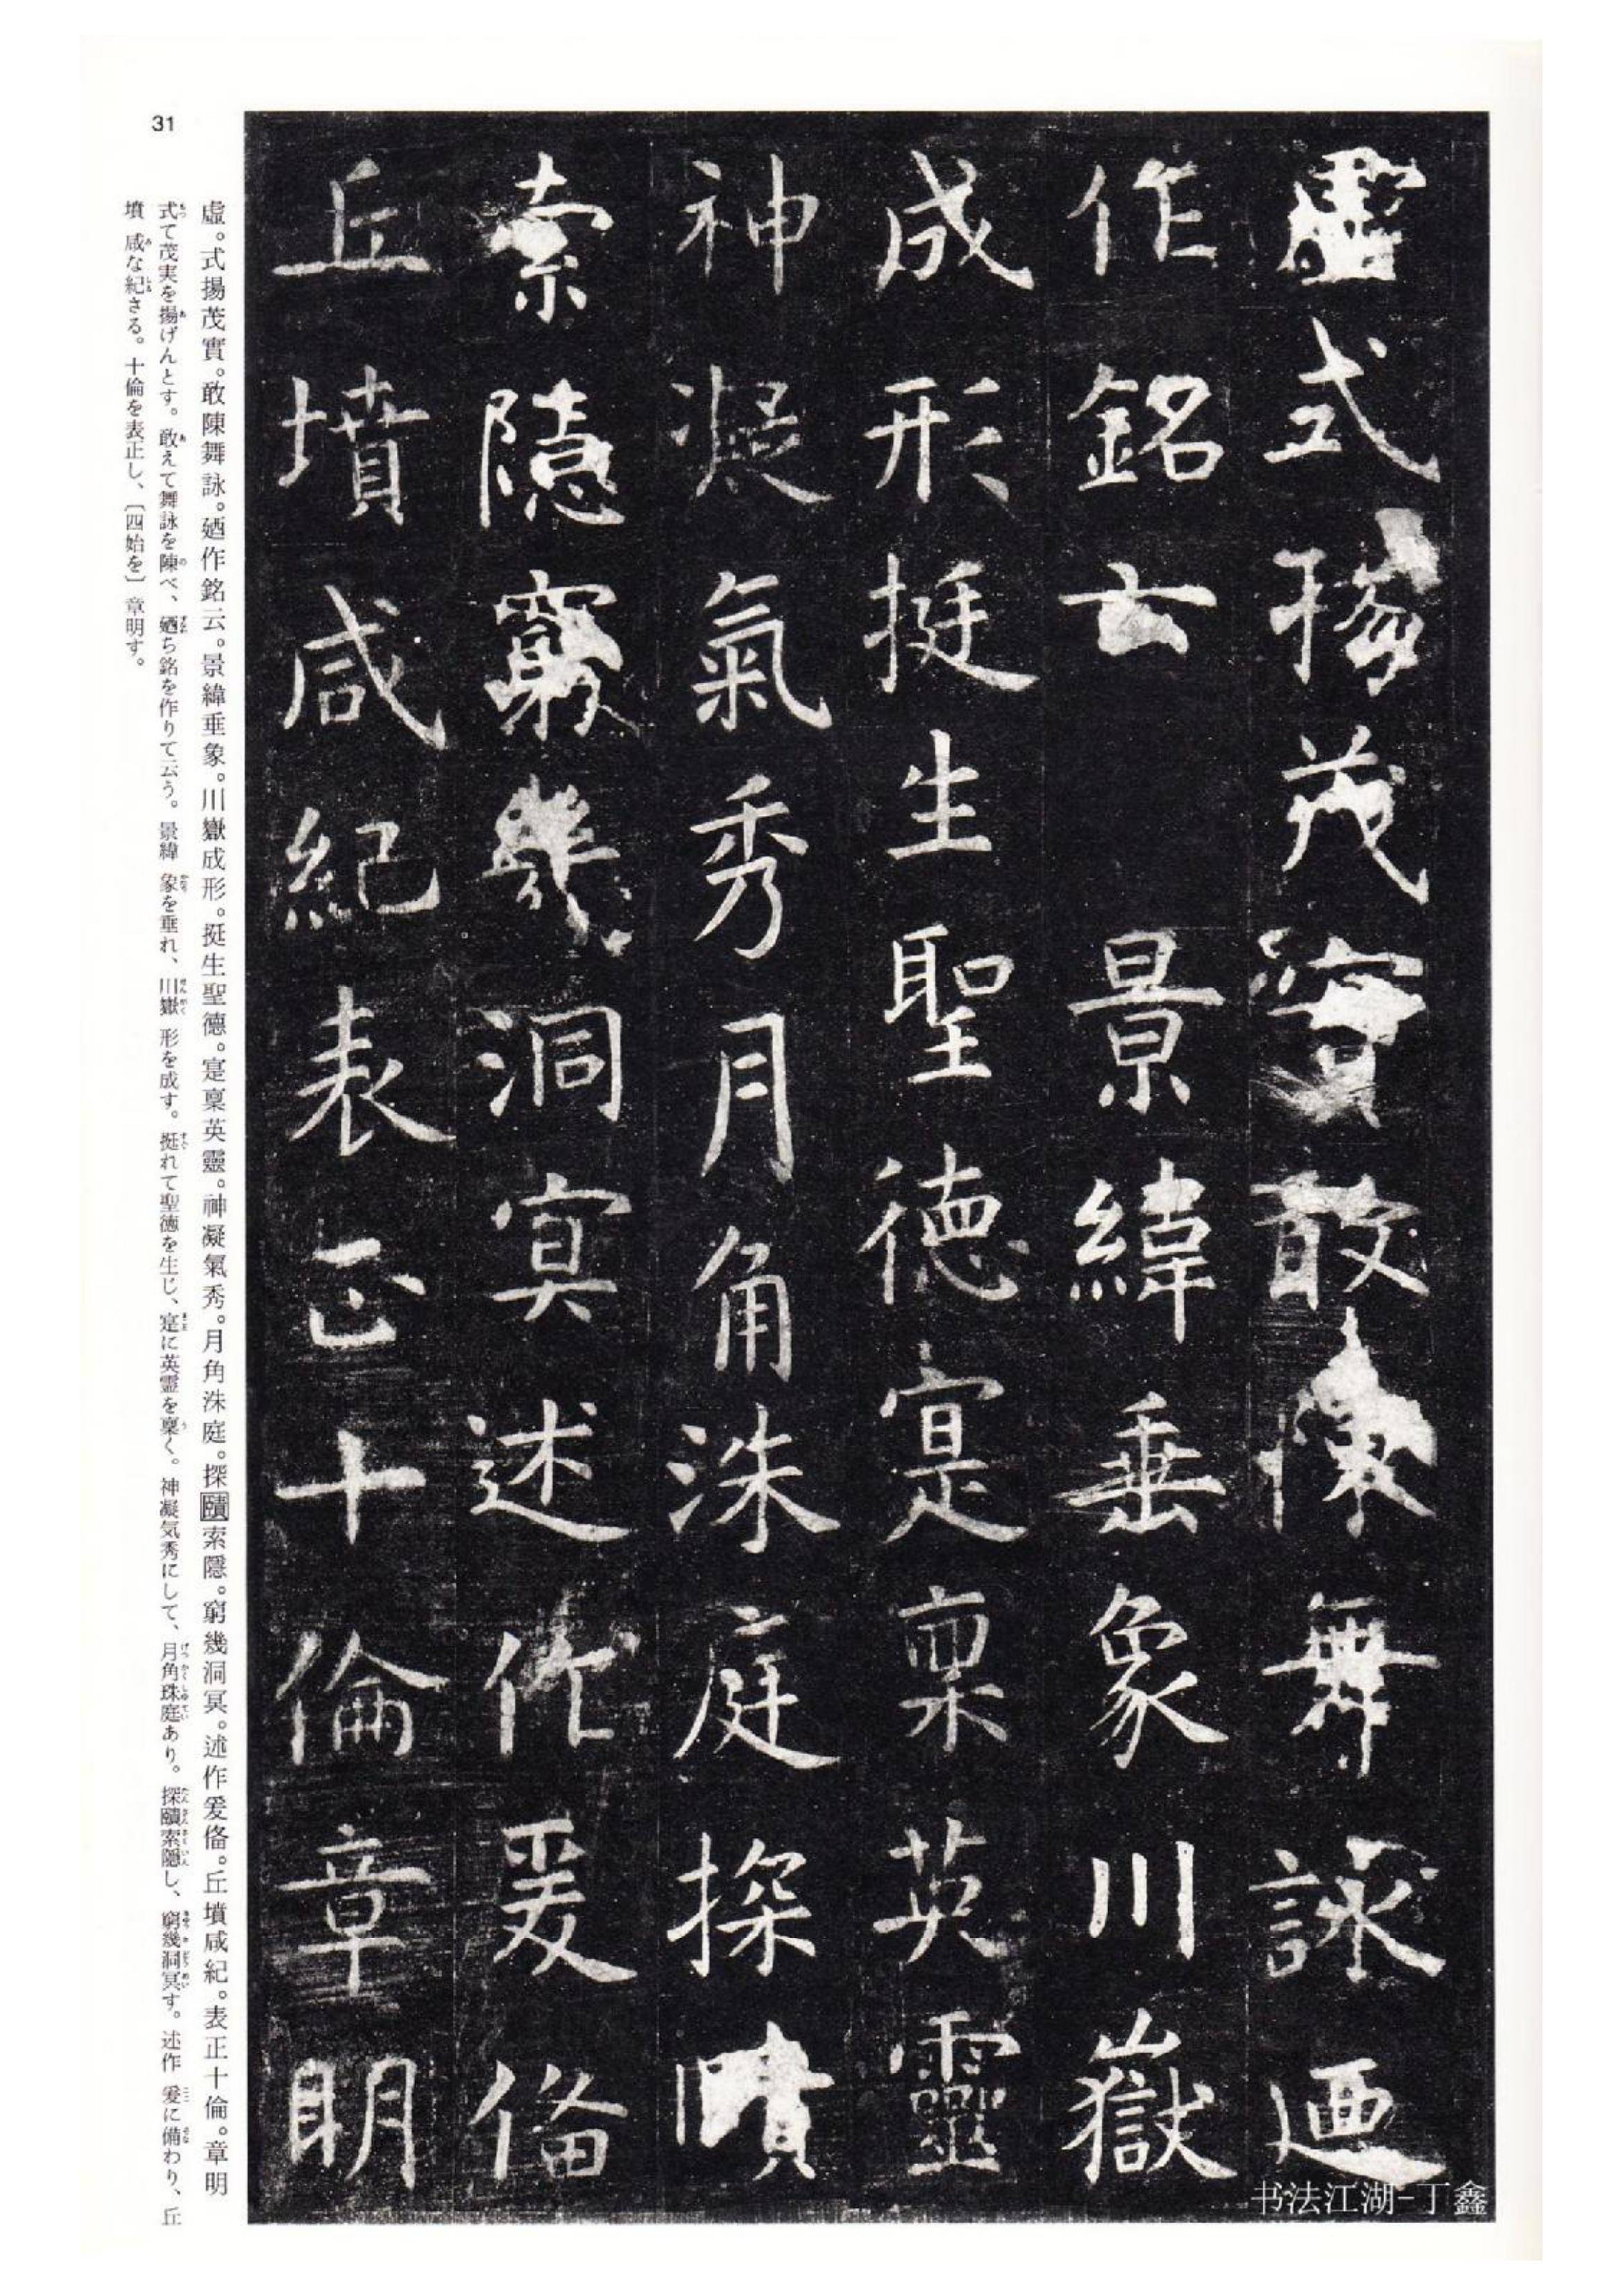 虛式揚茂實敢陳舞詠廼
作銘云景緯垂象川嶽
成形挺生聖德寔稟英靈
神凝氣秀月角洙庭探賾
索隱窮幾洞冥述作爰俻
丘墳咸紀表正十倫章明
书法江湖-丁鑫
虛。式揚茂實。敢陳舞詠。廼作銘云。景緯垂象。川嶽成形。挺生聖德。寔稟英靈。神凝氣秀。月角洙庭。探賾索隱。窮幾洞冥。述作爰俻。丘墳咸紀。表正十倫。章明
式て茂実を揚げんとす。敢えて舞詠を陳べ、廼ち銘を作りて云う。景緯 象を垂れ、川嶽 形を成す。挺れて聖徳を生じ、寔に英霊を稟く。神凝気秀にして、月角珠庭あり。探賾索隠し、窮幾洞冥す。述作 爰に備わり、丘
墳 咸な紀さる。十倫を表正し、〔四始を〕章明す。
31